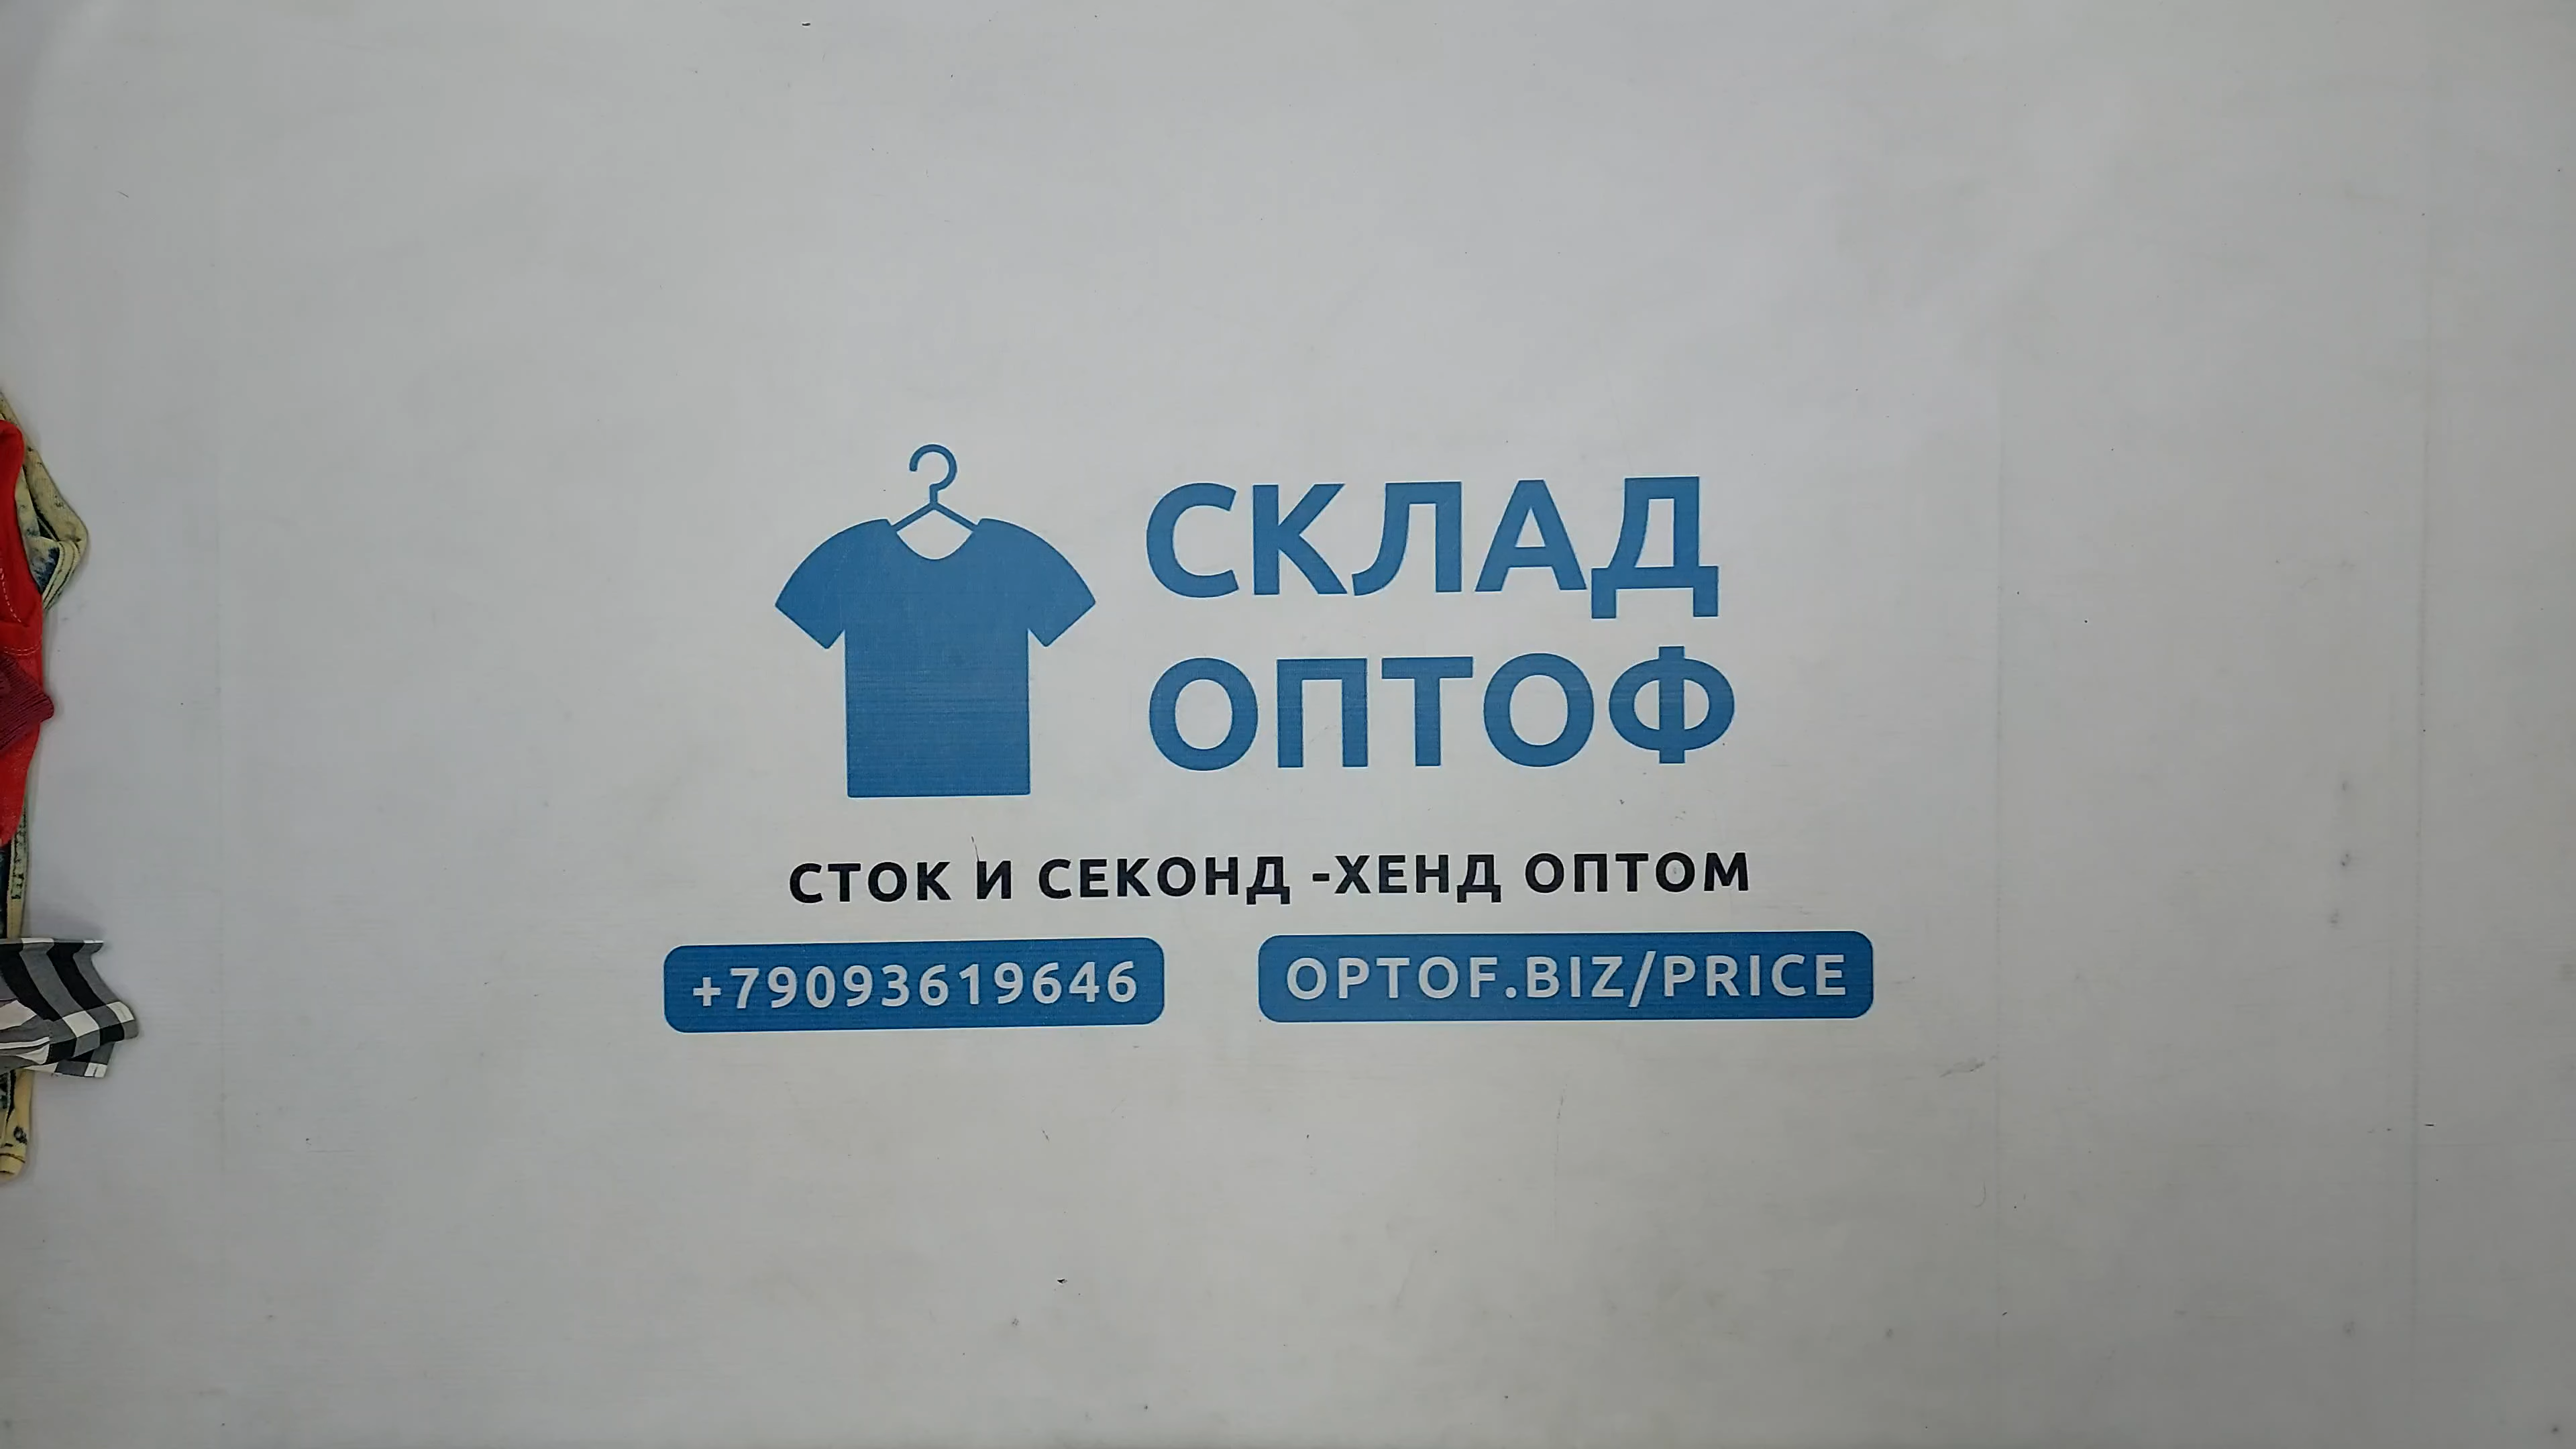 СКЛАД
ОПТОФ
СТОК И СЕКОНД -ХЕНД ОПТОМ
+79093619646
OPTOF.BIZ/PRICE